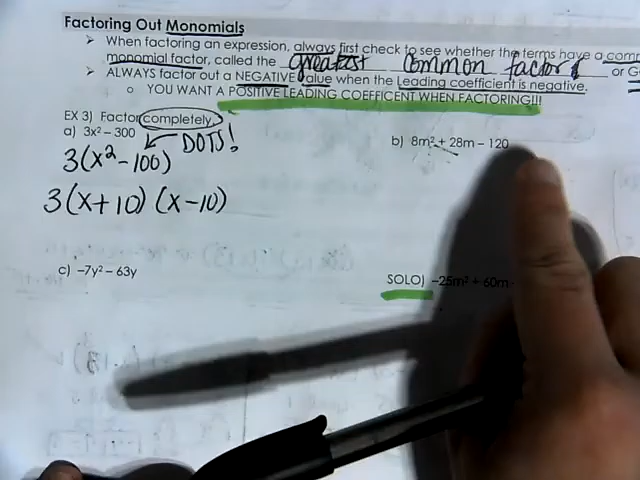 Factoring Out Monomials
➤ When factoring an expression, always first check to see whether the terms have a
monomial factor, called the greatest common factor or
➤ ALWAYS factor out a NEGATIVE value when the Leading coefficient is negative.
o YOU WANT A POSITIVE LEADING COEFFICENT WHEN FACTORING!!!
EX 3) Factor completely.
a) 3x² – 300
DOTS!
b) 8m² + 28m – 120
3(x² – 100)
3(x+10)(x–10)
c) –7y² – 63y
SOLO) –25m² + 60m